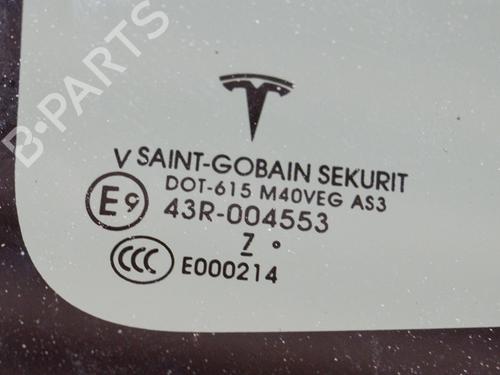 B-PARTS
V SAINT-GOBAIN SEKURIT
DOT-615 M40VEG AS3
E9 43R-004553
7 °
CCC E000214